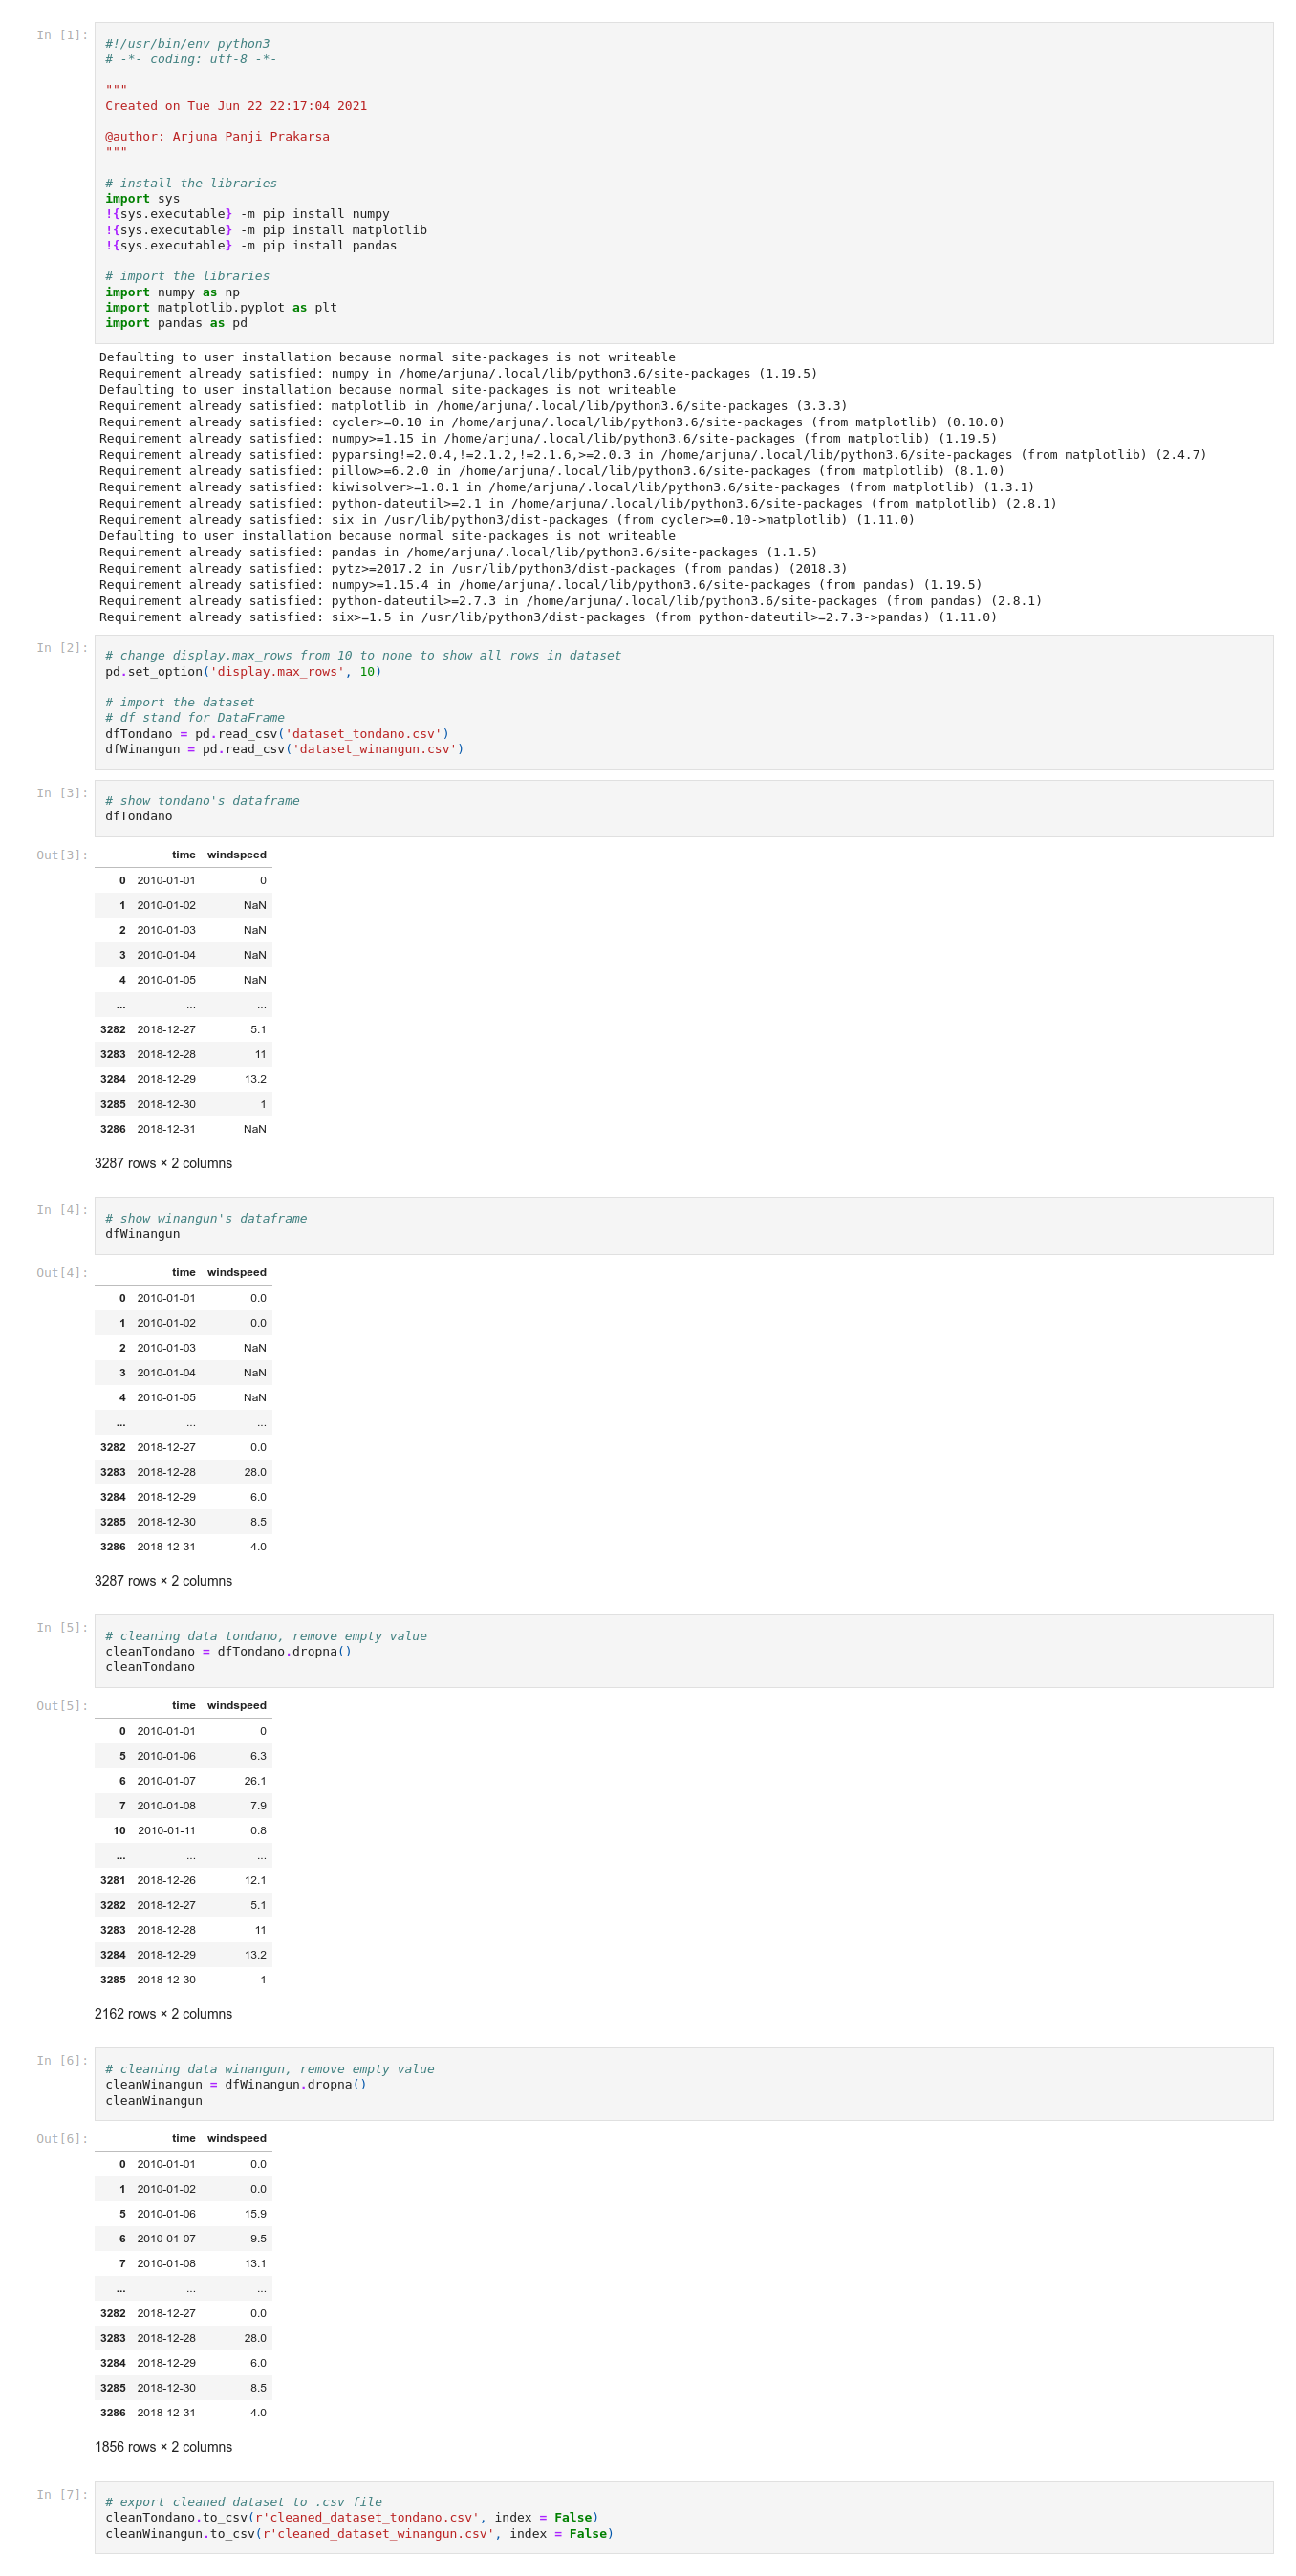 In [1]:
#!/usr/bin/env python3
# -*- coding: utf-8 -*-
"""
Created on Tue Jun 22 22:17:04 2021
@author: Arjuna Panji Prakarsa
"""
# install the libraries
import sys
!{sys.executable} -m pip install numpy
!{sys.executable} -m pip install matplotlib
!{sys.executable} -m pip install pandas
# import the libraries
import numpy as np
import matplotlib.pyplot as plt
import pandas as pd
Defaulting to user installation because normal site-packages is not writeable
Requirement already satisfied: numpy in /home/arjuna/.local/lib/python3.6/site-packages (1.19.5)
Defaulting to user installation because normal site-packages is not writeable
Requirement already satisfied: matplotlib in /home/arjuna/.local/lib/python3.6/site-packages (3.3.3)
Requirement already satisfied: cycler>=0.10 in /home/arjuna/.local/lib/python3.6/site-packages (from matplotlib) (0.10.0)
Requirement already satisfied: numpy>=1.15 in /home/arjuna/.local/lib/python3.6/site-packages (from matplotlib) (1.19.5)
Requirement already satisfied: pyparsing!=2.0.4,!=2.1.2,!=2.1.6,>=2.0.3 in /home/arjuna/.local/lib/python3.6/site-packages (from matplotlib) (2.4.7)
Requirement already satisfied: pillow>=6.2.0 in /home/arjuna/.local/lib/python3.6/site-packages (from matplotlib) (8.1.0)
Requirement already satisfied: kiwisolver>=1.0.1 in /home/arjuna/.local/lib/python3.6/site-packages (from matplotlib) (1.3.1)
Requirement already satisfied: python-dateutil>=2.1 in /home/arjuna/.local/lib/python3.6/site-packages (from matplotlib) (2.8.1)
Requirement already satisfied: six in /usr/lib/python3/dist-packages (from cycler>=0.10->matplotlib) (1.11.0)
Defaulting to user installation because normal site-packages is not writeable
Requirement already satisfied: pandas in /home/arjuna/.local/lib/python3.6/site-packages (1.1.5)
Requirement already satisfied: pytz>=2017.2 in /usr/lib/python3/dist-packages (from pandas) (2018.3)
Requirement already satisfied: numpy>=1.15.4 in /home/arjuna/.local/lib/python3.6/site-packages (from pandas) (1.19.5)
Requirement already satisfied: python-dateutil>=2.7.3 in /home/arjuna/.local/lib/python3.6/site-packages (from pandas) (2.8.1)
Requirement already satisfied: six>=1.5 in /usr/lib/python3/dist-packages (from python-dateutil>=2.7.3->pandas) (1.11.0)
In [2]:
# change display.max_rows from 10 to none to show all rows in dataset
pd.set_option('display.max_rows', 10)
# import the dataset
# df stand for DataFrame
dfTondano = pd.read_csv('dataset_tondano.csv')
dfWinangun = pd.read_csv('dataset_winangun.csv')
In [3]:
# show tondano's dataframe
dfTondano
Out[3]:
time windspeed
0 2010-01-01 0
1 2010-01-02 NaN
2 2010-01-03 NaN
3 2010-01-04 NaN
4 2010-01-05 NaN
... ... ...
3282 2018-12-27 5.1
3283 2018-12-28 11
3284 2018-12-29 13.2
3285 2018-12-30 1
3286 2018-12-31 NaN
3287 rows × 2 columns
In [4]:
# show winangun's dataframe
dfWinangun
Out[4]:
time windspeed
0 2010-01-01 0.0
1 2010-01-02 0.0
2 2010-01-03 NaN
3 2010-01-04 NaN
4 2010-01-05 NaN
... ... ...
3282 2018-12-27 0.0
3283 2018-12-28 28.0
3284 2018-12-29 6.0
3285 2018-12-30 8.5
3286 2018-12-31 4.0
3287 rows × 2 columns
In [5]:
# cleaning data tondano, remove empty value
cleanTondano = dfTondano.dropna()
cleanTondano
Out[5]:
time windspeed
0 2010-01-01 0
5 2010-01-06 6.3
6 2010-01-07 26.1
7 2010-01-08 7.9
10 2010-01-11 0.8
... ... ...
3281 2018-12-26 12.1
3282 2018-12-27 5.1
3283 2018-12-28 11
3284 2018-12-29 13.2
3285 2018-12-30 1
2162 rows × 2 columns
In [6]:
# cleaning data winangun, remove empty value
cleanWinangun = dfWinangun.dropna()
cleanWinangun
Out[6]:
time windspeed
0 2010-01-01 0.0
1 2010-01-02 0.0
5 2010-01-06 15.9
6 2010-01-07 9.5
7 2010-01-08 13.1
... ... ...
3282 2018-12-27 0.0
3283 2018-12-28 28.0
3284 2018-12-29 6.0
3285 2018-12-30 8.5
3286 2018-12-31 4.0
1856 rows × 2 columns
In [7]:
# export cleaned dataset to .csv file
cleanTondano.to_csv(r'cleaned_dataset_tondano.csv', index = False)
cleanWinangun.to_csv(r'cleaned_dataset_winangun.csv', index = False)